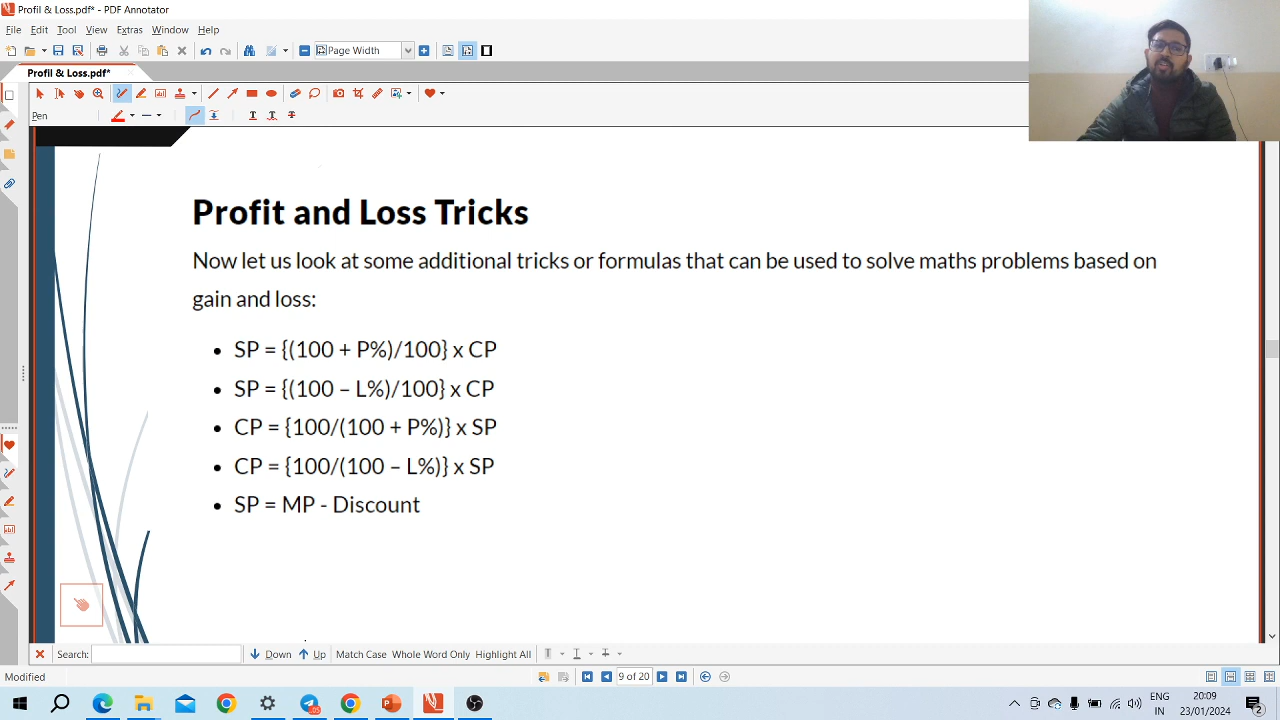 Profil & Loss.pdf* - PDF Annotator
File Edit Tool View Extras Window Help
Page Width
Profil & Loss.pdf*
Pen
Profit and Loss Tricks
Now let us look at some additional tricks or formulas that can be used to solve maths problems based on
gain and loss:
• SP = {(100 + P%)/100} x CP
• SP = {(100 – L%)/100} x CP
• CP = {100/(100 + P%)} x SP
• CP = {100/(100 – L%)} x SP
• SP = MP - Discount
Search: Down Up Match Case Whole Word Only Highlight All
Modified 9 of 20
ENG 20:09
IN 23/01/2024 2